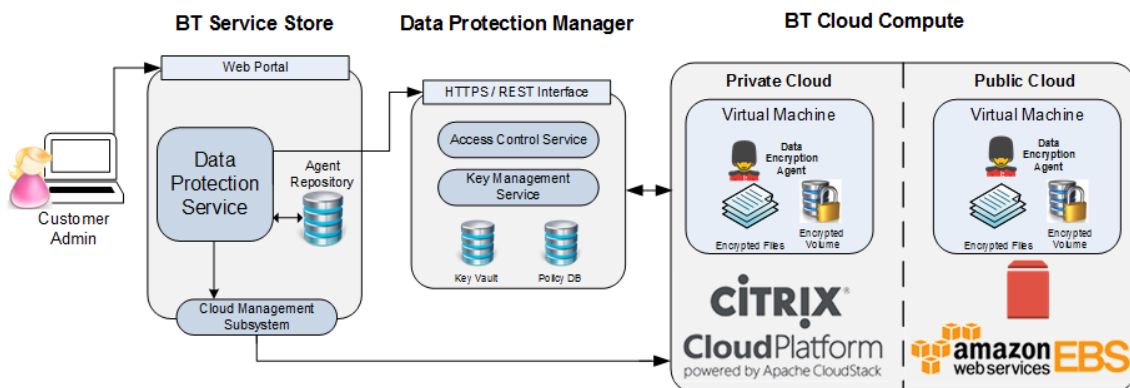 BT Service Store
Data Protection Manager
BT Cloud Compute
Web Portal
Data
Protection
Service
Agent
Repository
Cloud Management
Subsystem
Customer
Admin
HTTPS / REST Interface
Access Control Service
Key Management
Service
Key Vault
Policy DB
Private Cloud
Virtual Machine
Data
Encryption
Agent
Encrypted Files
Encrypted
Volume
CiTRIX®
CloudPlatform
powered by Apache CloudStack
Public Cloud
Virtual Machine
Data
Encryption
Agent
Encrypted Files
Encrypted
Volume
amazon
webservices
EBS